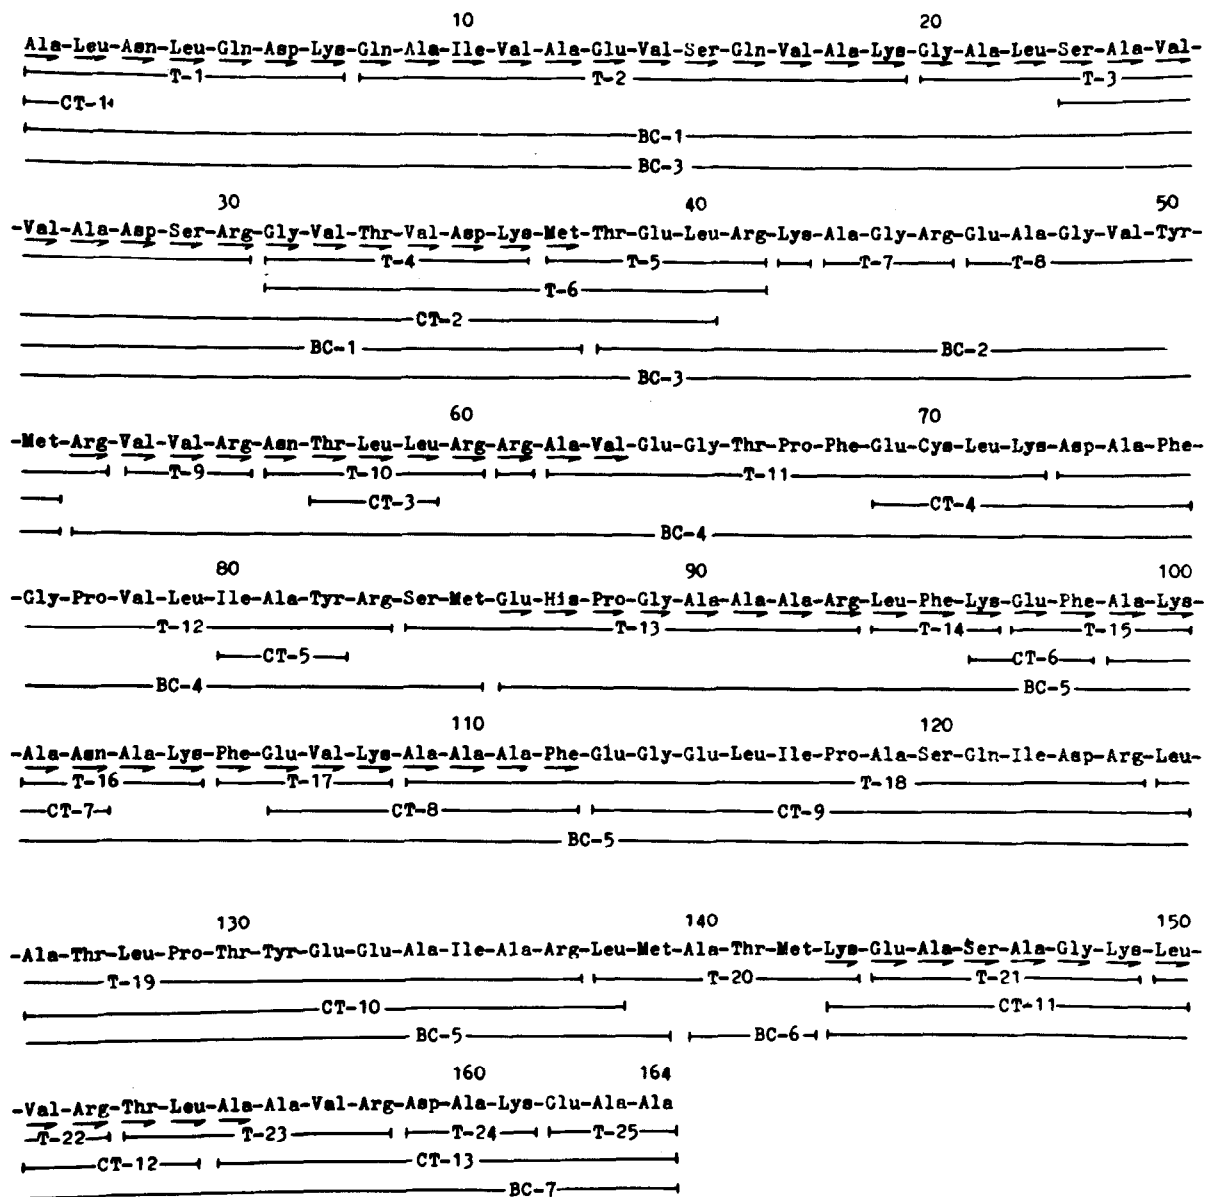 10 20
Ala-Leu-Asn-Leu-Gln-Asp-Lys-Gln-Ala-Ile-Val-Ala-Glu-Val-Ser-Gln-Val-Ala-Lys-Gly-Ala-Leu-Ser-Ala-Val-
T-1 T-2 T-3
CT-1
BC-1
BC-3
30 40 50
-Val-Ala-Asp-Ser-Arg-Gly-Val-Thr-Val-Asp-Lys-Met-Thr-Glu-Leu-Arg-Lys-Ala-Gly-Arg-Glu-Ala-Gly-Val-Tyr-
T-4 T-5 T-7 T-8
T-6
CT-2
BC-1 BC-2
BC-3
60 70
-Met-Arg-Val-Val-Arg-Asn-Thr-Leu-Leu-Arg-Arg-Ala-Val-Glu-Gly-Thr-Pro-Phe-Glu-Cys-Leu-Lys-Asp-Ala-Phe-
T-9 T-10 T-11
CT-3 CT-4
BC-4
80 90 100
-Gly-Pro-Val-Leu-Ile-Ala-Tyr-Arg-Ser-Met-Glu-His-Pro-Gly-Ala-Ala-Ala-Arg-Leu-Phe-Lys-Glu-Phe-Ala-Lys-
T-12 T-13 T-14 T-15
CT-5 CT-6
BC-4 BC-5
110 120
-Ala-Asn-Ala-Lys-Phe-Glu-Val-Lys-Ala-Ala-Ala-Phe-Glu-Gly-Glu-Leu-Ile-Pro-Ala-Ser-Gln-Ile-Asp-Arg-Leu-
T-16 T-17 T-18
CT-7 CT-8 CT-9
BC-5
130 140 150
-Ala-Thr-Leu-Pro-Thr-Tyr-Glu-Glu-Ala-Ile-Ala-Arg-Leu-Met-Ala-Thr-Met-Lys-Glu-Ala-Ser-Ala-Gly-Lys-Leu-
T-19 T-20 T-21
CT-10 CT-11
BC-5 BC-6
160 164
-Val-Arg-Thr-Leu-Ala-Ala-Val-Arg-Asp-Ala-Lys-Glu-Ala-Ala
T-22 T-23 T-24 T-25
CT-12 CT-13
BC-7